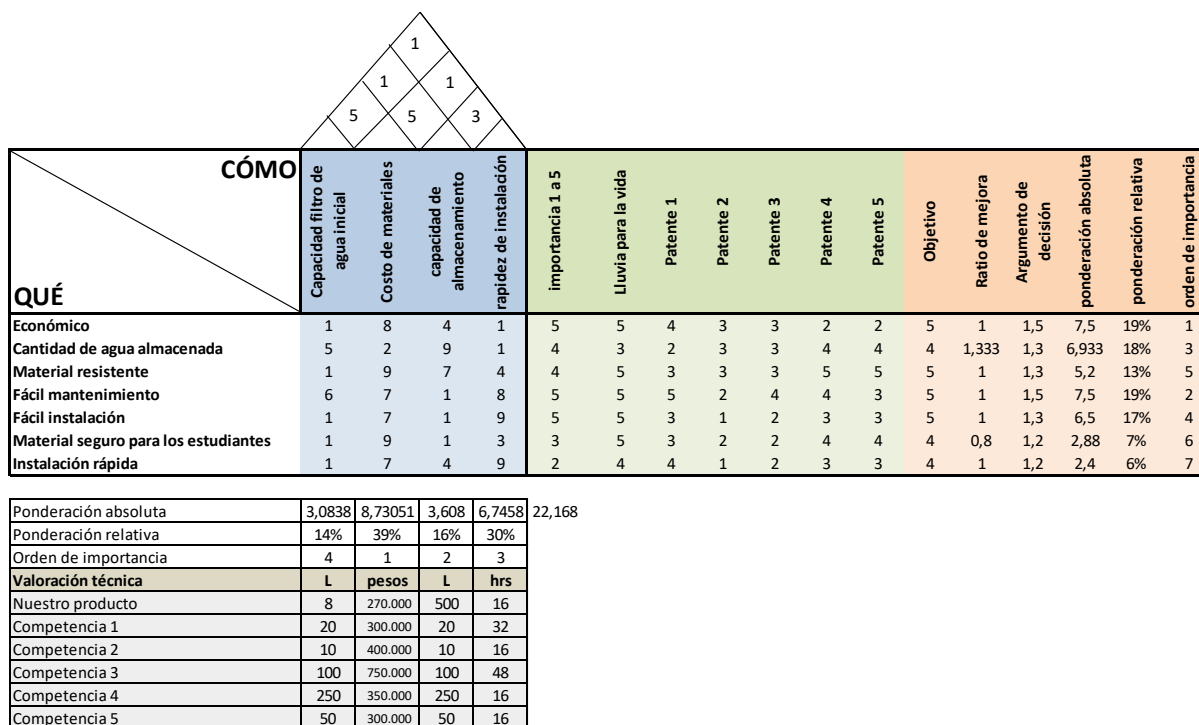 1
1 1
5 5 3
CÓMO
QUÉ
Capacidad filtro de
agua inicial
Costo de materiales
capacidad de
almacenamiento
rapidez de instalación
importancia 1 a 5
Lluvia para la vida
Patente 1
Patente 2
Patente 3
Patente 4
Patente 5
Objetivo
Ratio de mejora
Argumento de
decisión
ponderación absoluta
ponderación relativa
orden de importancia
Económico 1 8 4 1 5 5 4 3 3 2 2 5 1 1,5 7,5 19% 1
Cantidad de agua almacenada 5 2 9 1 4 3 2 3 3 4 4 4 1,333 1,3 6,933 18% 3
Material resistente 1 9 7 4 4 5 3 3 3 5 5 5 1 1,3 5,2 13% 5
Fácil mantenimiento 6 7 1 8 5 5 5 2 4 4 3 5 1 1,5 7,5 19% 2
Fácil instalación 1 7 1 9 5 5 3 1 2 3 3 5 1 1,3 6,5 17% 4
Material seguro para los estudiantes 1 9 1 3 3 5 3 2 2 4 4 4 0,8 1,2 2,88 7% 6
Instalación rápida 1 7 4 9 2 4 4 1 2 3 3 4 1 1,2 2,4 6% 7
Ponderación absoluta 3,0838 8,73051 3,608 6,7458 22,168
Ponderación relativa 14% 39% 16% 30%
Orden de importancia 4 1 2 3
Valoración técnica L pesos L hrs
Nuestro producto 8 270.000 500 16
Competencia 1 20 300.000 20 32
Competencia 2 10 400.000 10 16
Competencia 3 100 750.000 100 48
Competencia 4 250 350.000 250 16
Competencia 5 50 300.000 50 16